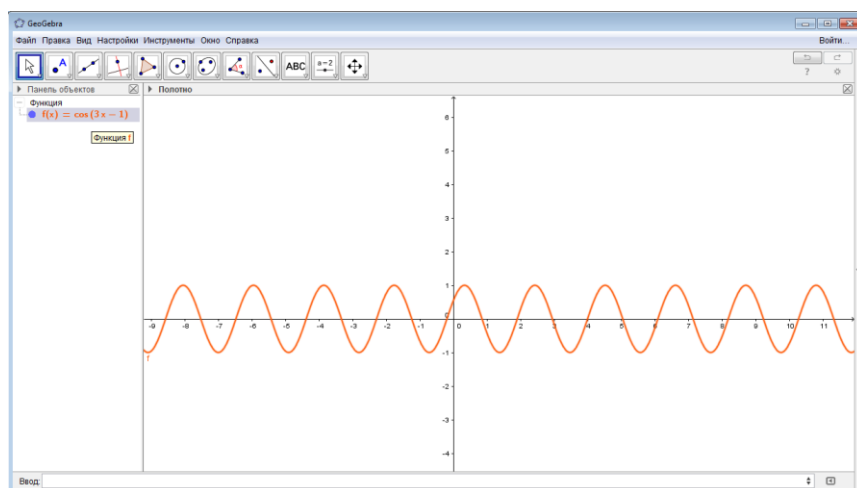 GeoGebra
Файл Правка Вид Настройки Инструменты Окно Справка Войти...
A ABC a=2
?
Панель объектов Полотно
Функция
f(x) = cos (3x − 1)
Функция f
6
5
4
3
2
1
0
-9 -8 -7 -6 -5 -4 -3 -2 -1 0 1 2 3 4 5 6 7 8 9 10 11
f
-1
-2
-3
-4
Ввод: